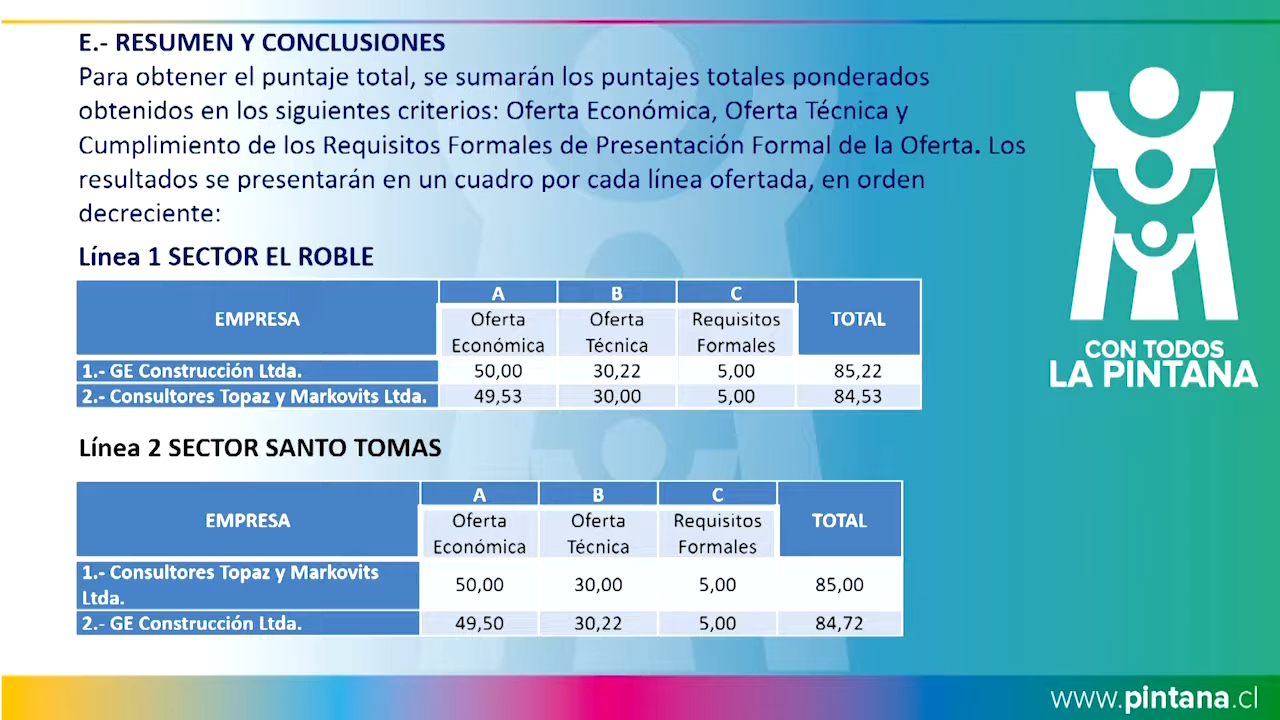 E.- RESUMEN Y CONCLUSIONES
Para obtener el puntaje total, se sumarán los puntajes totales ponderados
obtenidos en los siguientes criterios: Oferta Económica, Oferta Técnica y
Cumplimiento de los Requisitos Formales de Presentación Formal de la Oferta. Los
resultados se presentarán en un cuadro por cada línea ofertada, en orden
decreciente:
Línea 1 SECTOR EL ROBLE
EMPRESA A B C TOTAL
Oferta Económica Oferta Técnica Requisitos Formales
1.- GE Construcción Ltda. 50,00 30,22 5,00 85,22
2.- Consultores Topaz y Markovits Ltda. 49,53 30,00 5,00 84,53
Línea 2 SECTOR SANTO TOMAS
EMPRESA A B C TOTAL
Oferta Económica Oferta Técnica Requisitos Formales
1.- Consultores Topaz y Markovits Ltda. 50,00 30,00 5,00 85,00
2.- GE Construcción Ltda. 49,50 30,22 5,00 84,72
CON TODOS
LA PINTANA
www.pintana.cl